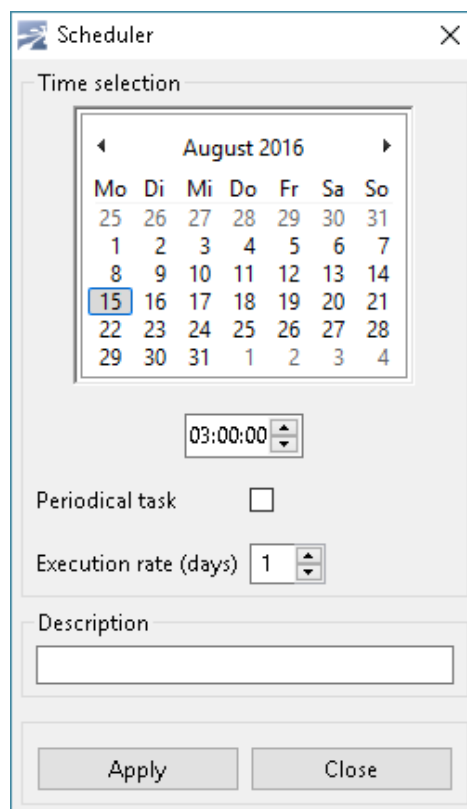 Scheduler
Time selection
August 2016
Mo Di Mi Do Fr Sa So
25 26 27 28 29 30 31
1 2 3 4 5 6 7
8 9 10 11 12 13 14
15 16 17 18 19 20 21
22 23 24 25 26 27 28
29 30 31 1 2 3 4
03:00:00
Periodical task
Execution rate (days) 1
Description
Apply Close